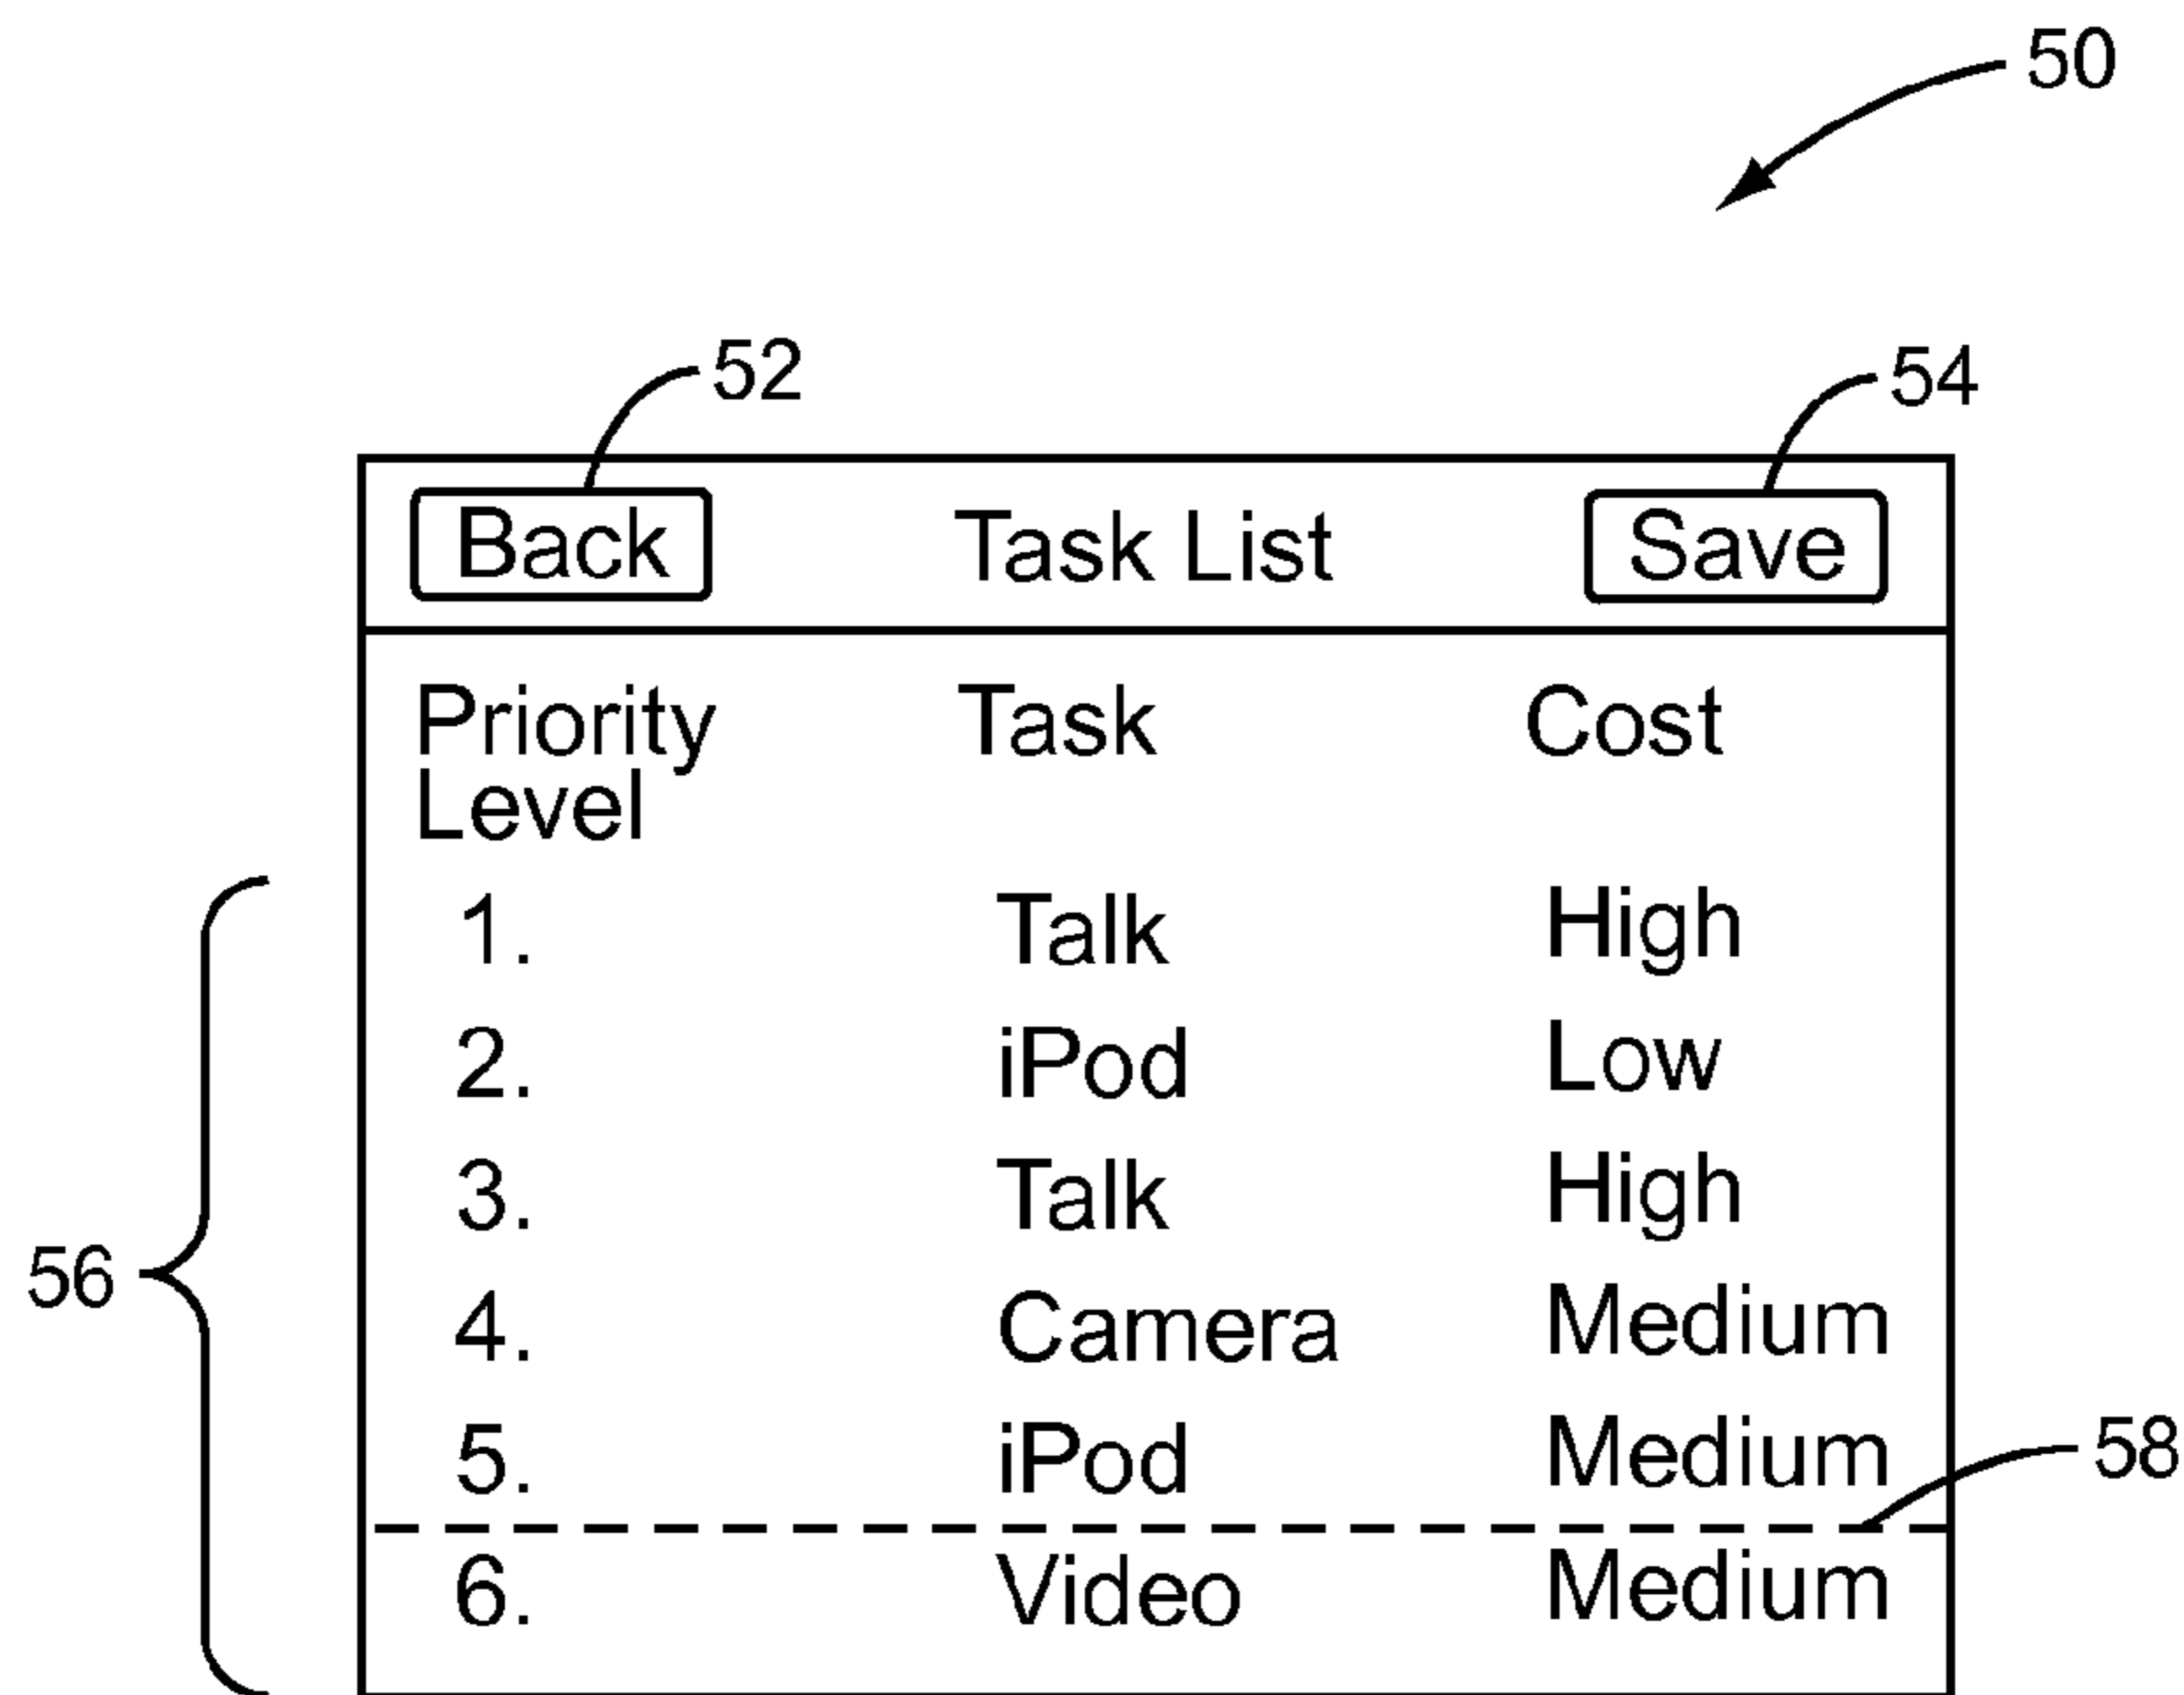 50
52
54
Back Task List Save
Priority Level Task Cost
1. Talk High
2. iPod Low
3. Talk High
56
4. Camera Medium
5. iPod Medium
58
6. Video Medium